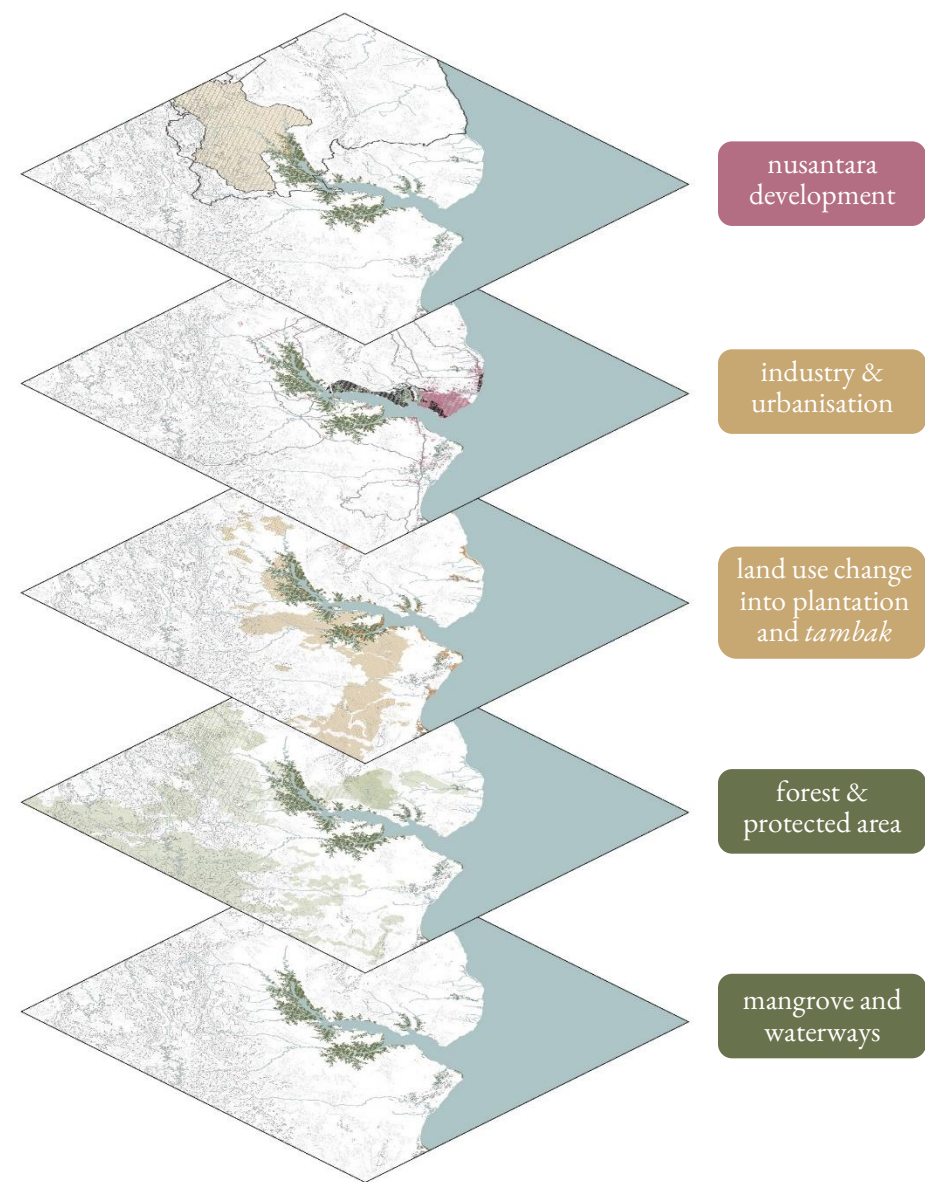 nusantara
development
industry &
urbanisation
land use change
into plantation
and tambak
forest &
protected area
mangrove and
waterways